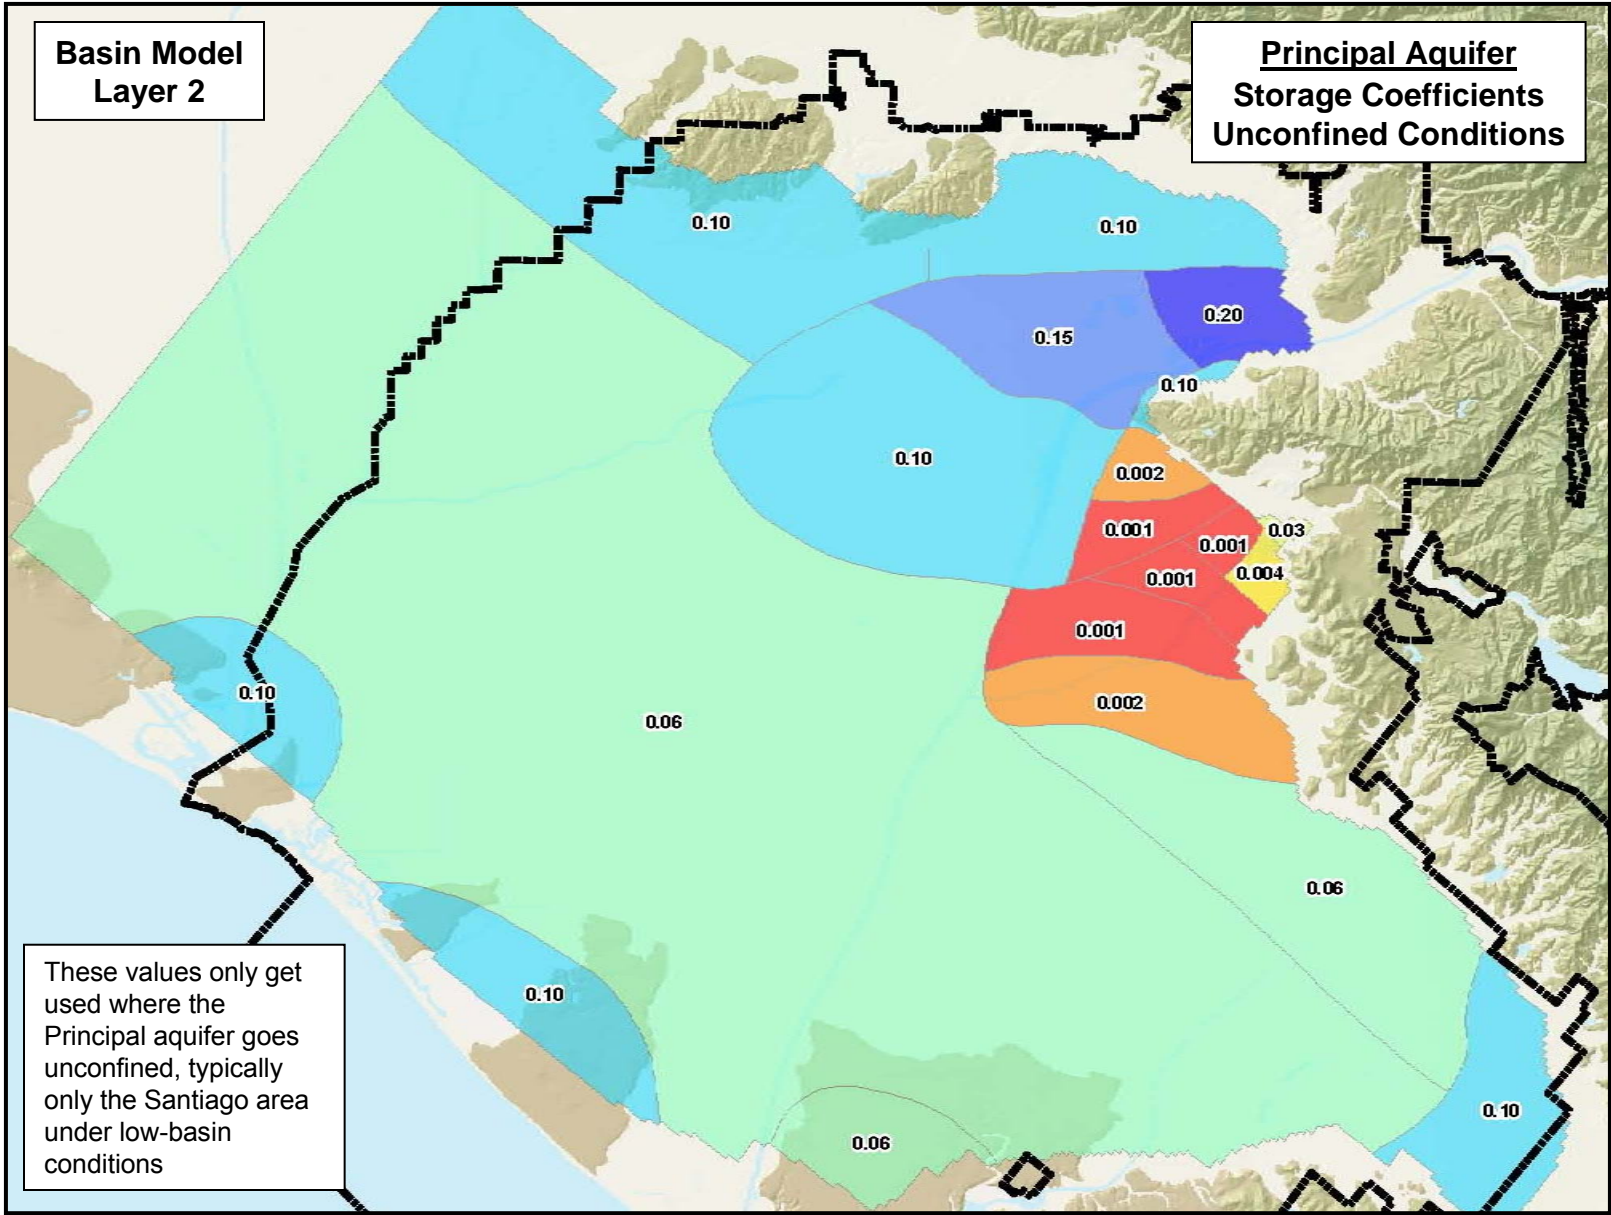 Basin Model
Layer 2
Principal Aquifer
Storage Coefficients
Unconfined Conditions
0.10
0.10
0.20
0.15
0.10
0.10
0.002
0.001
0.03
0.001
0.004
0.001
0.001
0.10
0.002
0.06
0.06
0.10
0.10
0.06
These values only get
used where the
Principal aquifer goes
unconfined, typically
only the Santiago area
under low-basin
conditions